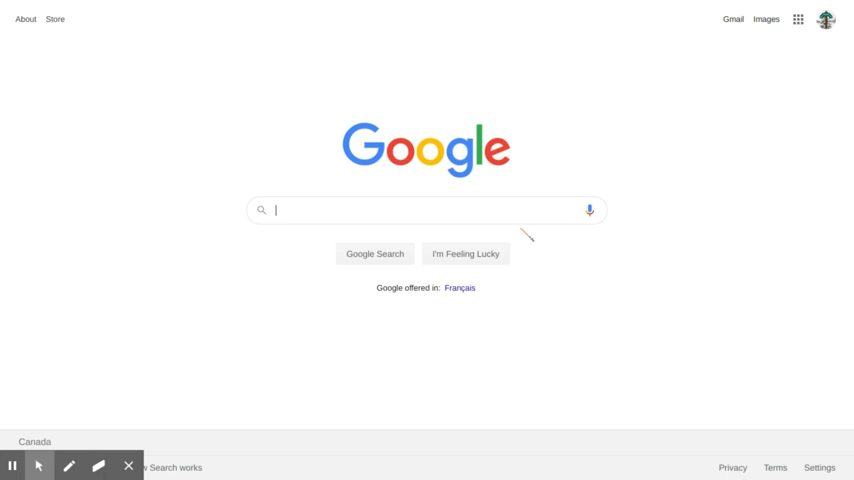 About Store
Gmail Images
Google
Google Search I'm Feeling Lucky
Google offered in: Français
Canada
Search works
Privacy Terms Settings